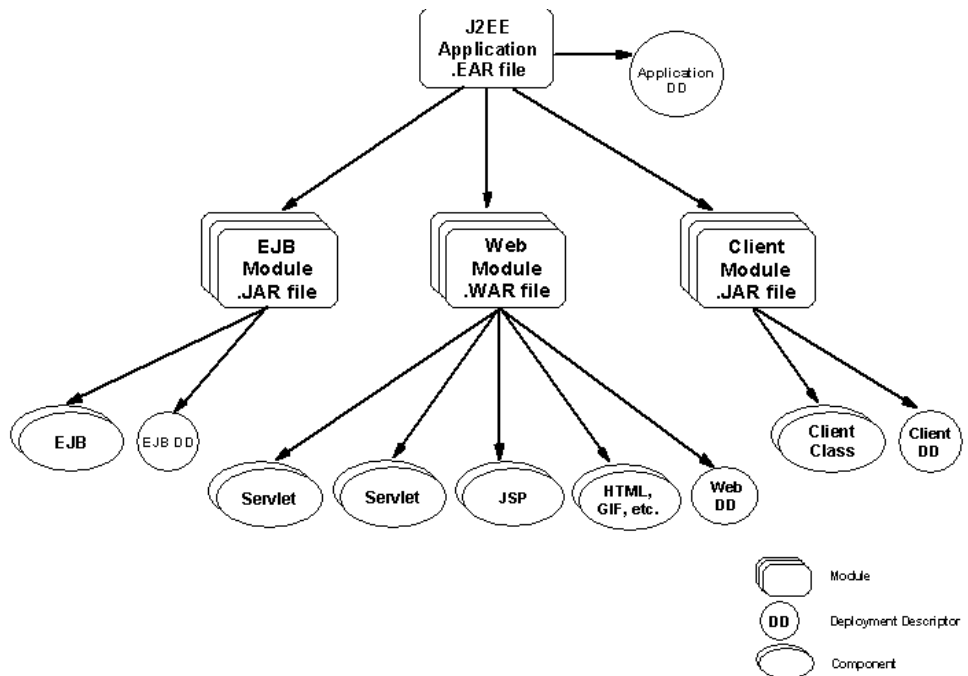 J2EE
Application
.EAR file
Application
DD
EJB
Module
.JAR file
Web
Module
.WAR file
Client
Module
.JAR file
EJB
EJB DD
Servlet
Servlet
JSP
HTML,
GIF, etc.
Web
DD
Client
Class
Client
DD
Module
DD
Deployment Descriptor
Component